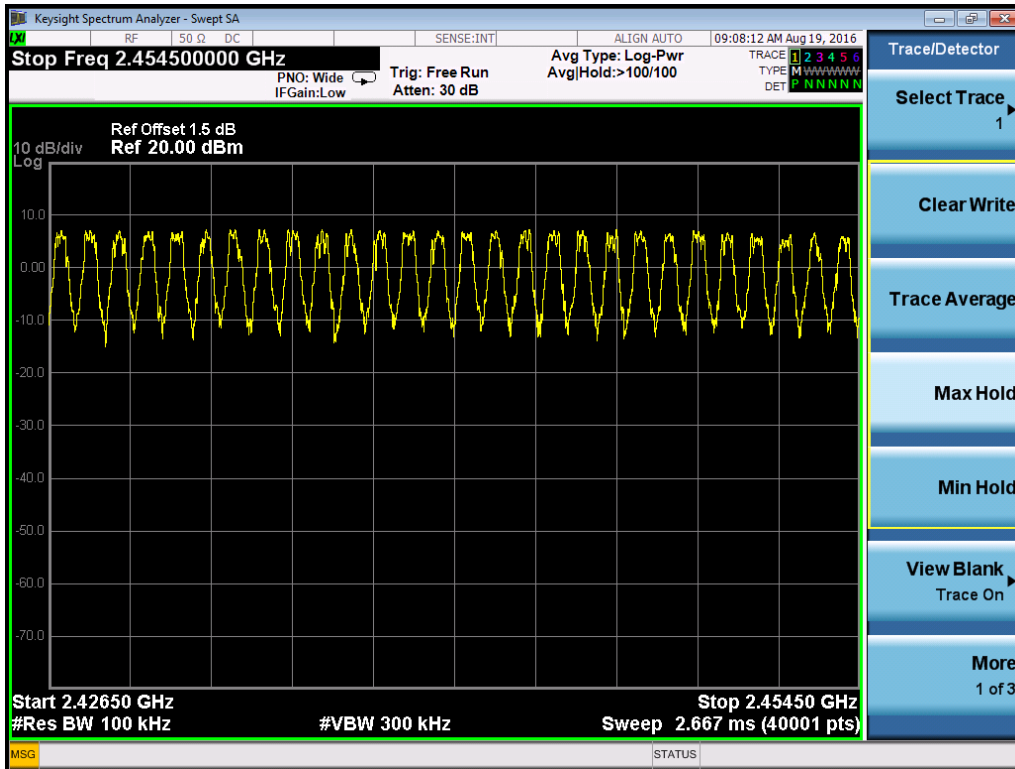 Keysight Spectrum Analyzer - Swept SA
LXI RF 50 Ω DC SENSE:INT ALIGN AUTO 09:08:12 AM Aug 19, 2016
Stop Freq 2.454500000 GHz
PNO: Wide
IFGain:Low
Trig: Free Run
Atten: 30 dB
Avg Type: Log-Pwr
Avg|Hold:>100/100
TRACE 1 2 3 4 5 6
TYPE M WWWWW
DET P N N N N N
Ref Offset 1.5 dB
10 dB/div Ref 20.00 dBm
Log
10.0
0.00
-10.0
-20.0
-30.0
-40.0
-50.0
-60.0
-70.0
Start 2.42650 GHz Stop 2.45450 GHz
#Res BW 100 kHz #VBW 300 kHz Sweep 2.667 ms (40001 pts)
MSG STATUS
Trace/Detector
Select Trace
1
Clear Write
Trace Average
Max Hold
Min Hold
View Blank
Trace On
More
1 of 3